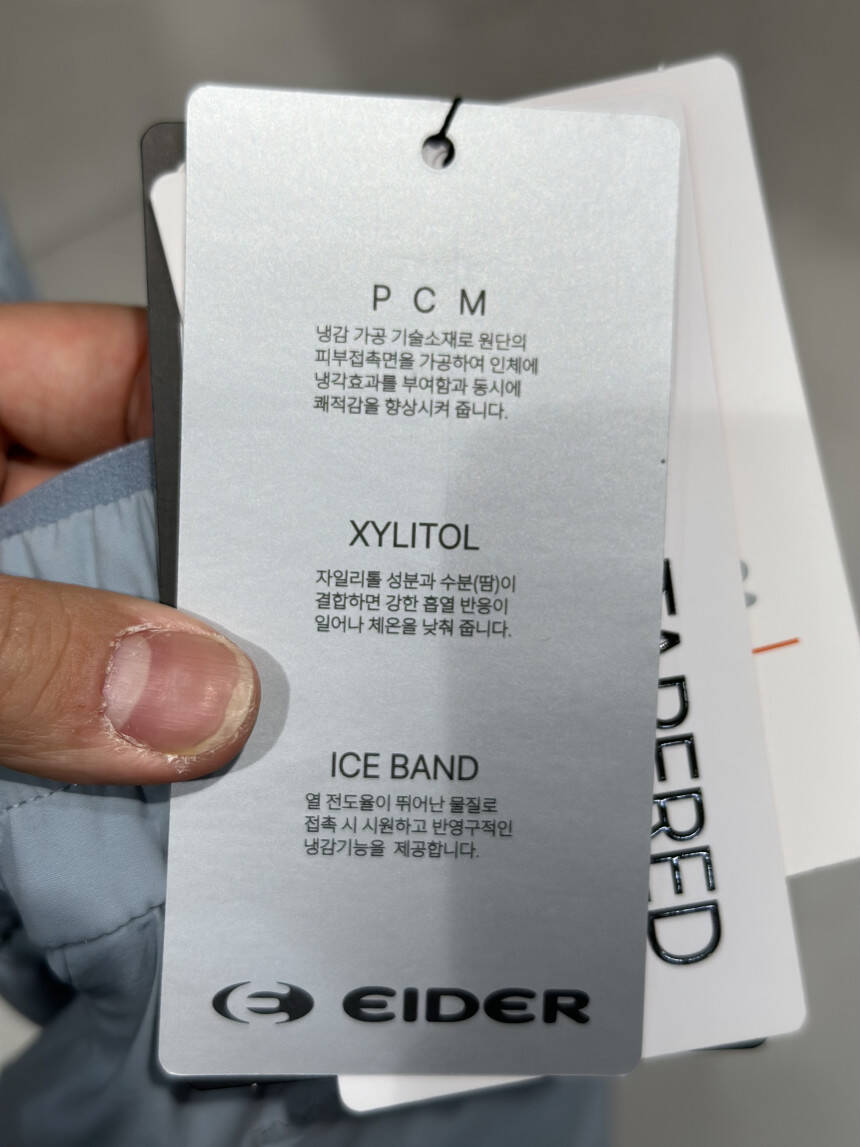 P C M
냉감 가공 기술소재로 원단의
피부접촉면을 가공하여 인체에
냉각효과를 부여함과 동시에
쾌적감을 향상시켜 줍니다.
XYLITOL
자일리톨 성분과 수분(땀)이
결합하면 강한 흡열 반응이
일어나 체온을 낮춰 줍니다.
ICE BAND
열 전도율이 뛰어난 물질로
접촉 시 시원하고 반영구적인
냉감기능을 제공합니다.
EIDER
TAPERED